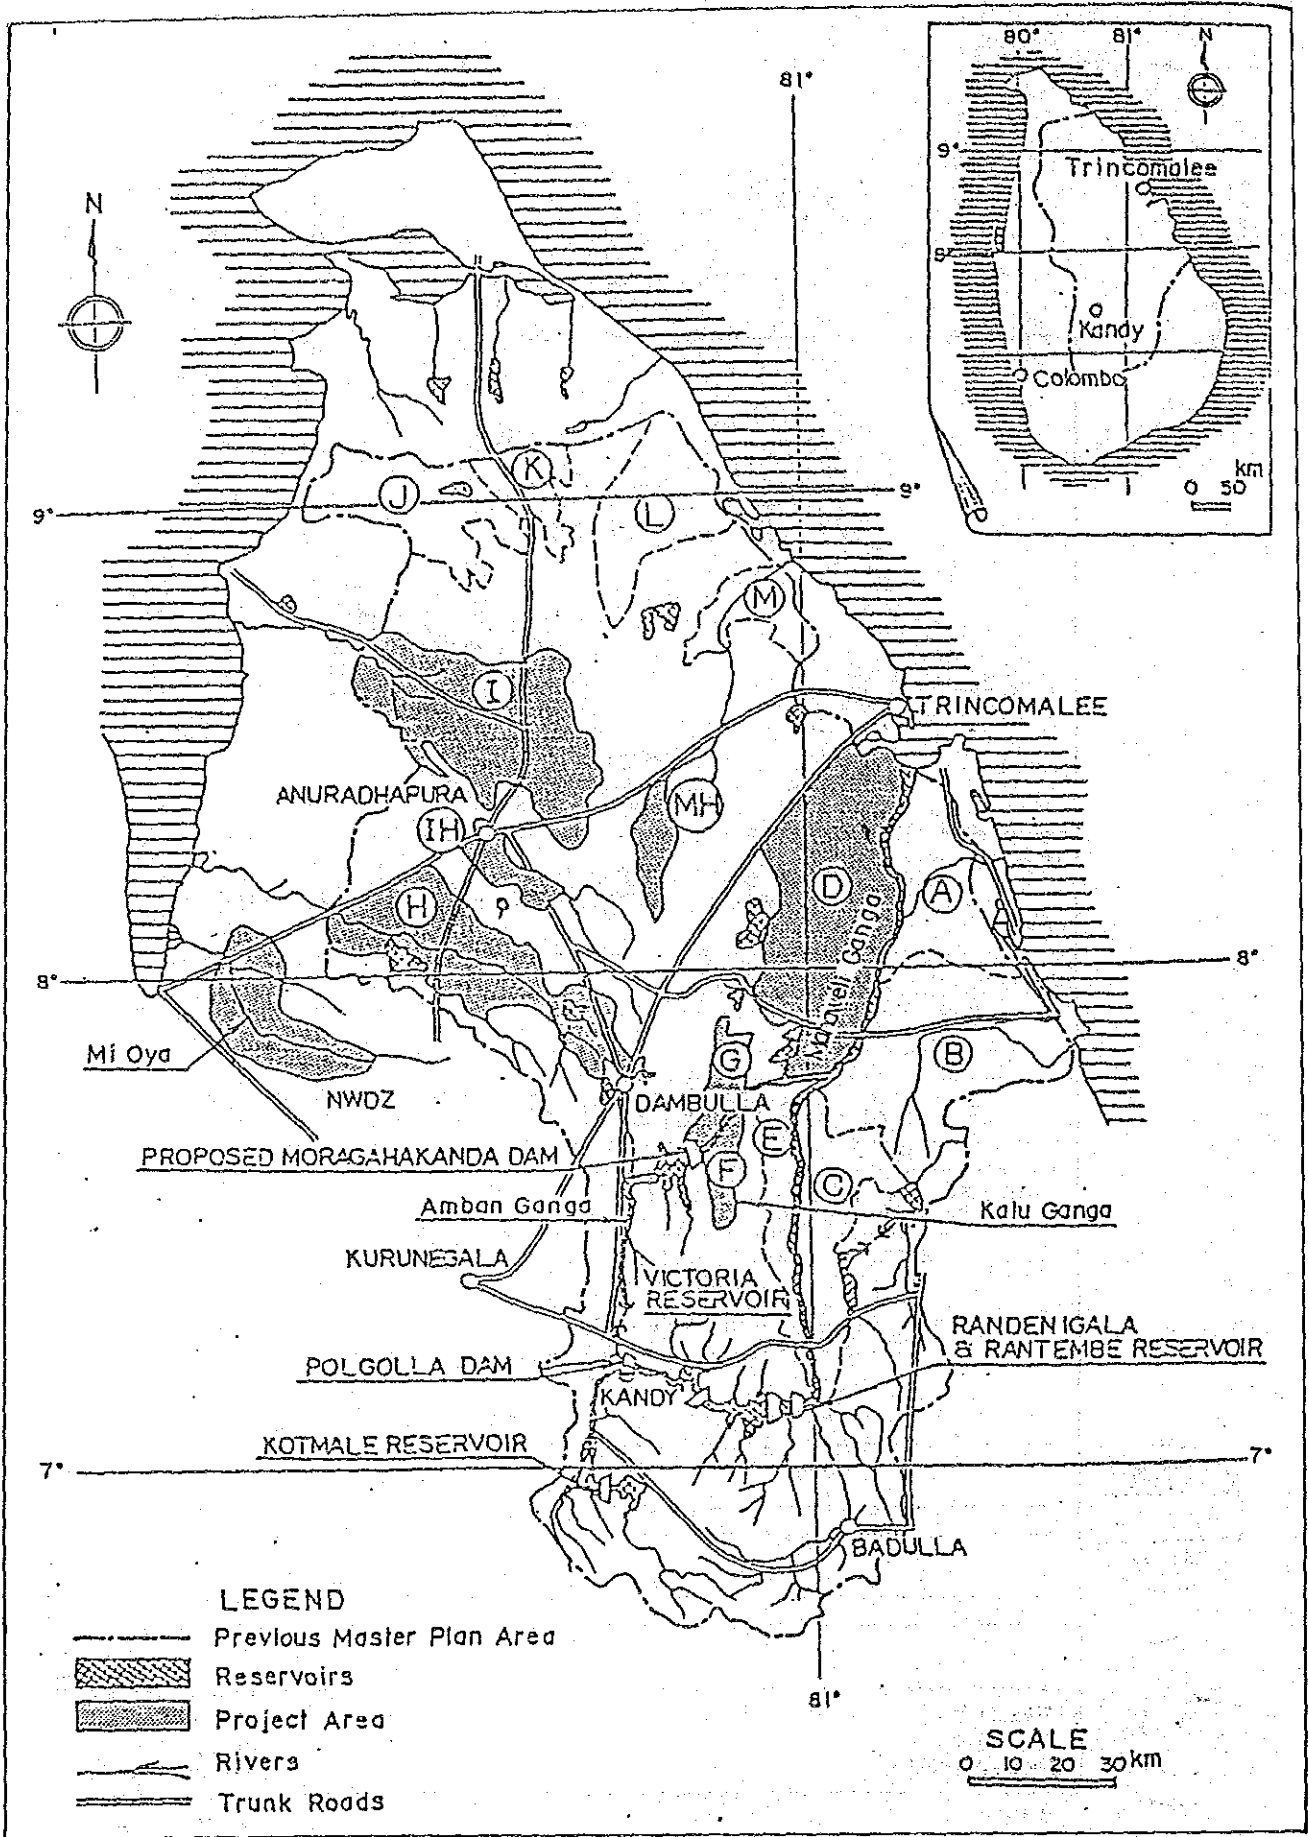 80° 81° N
9°
Trincomalee
8°
Kandy
Colombo
km
0 50
81°
N
K
J
9° 9°
L
M
I
TRINCOMALEE
ANURADHAPURA
MH
IH
D
A
H
Mahaweli Ganga
8° 8°
Mi Oya
G
B
NWDZ
DAMBULLA
E
PROPOSED MORAGAHAKANDA DAM
F
C
Amban Ganga
Kalu Ganga
KURUNEGALA
VICTORIA
RESERVOIR
RANDENIGALA
& RANTEMBE RESERVOIR
POLGOLLA DAM
KANDY
KOTMALE RESERVOIR
7° 7°
BADULLA
LEGEND
Previous Master Plan Area
Reservoirs
Project Area
Rivers
Trunk Roads
81°
SCALE
0 10 20 30 km